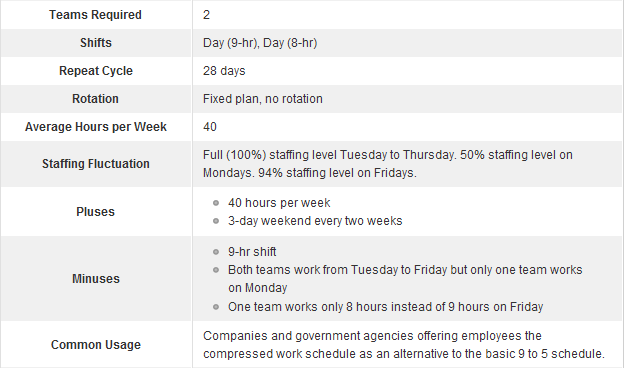 Teams Required 2
Shifts Day (9-hr), Day (8-hr)
Repeat Cycle 28 days
Rotation Fixed plan, no rotation
Average Hours per Week 40
Staffing Fluctuation
Full (100%) staffing level Tuesday to Thursday. 50% staffing level on
Mondays. 94% staffing level on Fridays.
Pluses
40 hours per week
3-day weekend every two weeks
Minuses
9-hr shift
Both teams work from Tuesday to Friday but only one team works
on Monday
One team works only 8 hours instead of 9 hours on Friday
Common Usage
Companies and government agencies offering employees the
compressed work schedule as an alternative to the basic 9 to 5 schedule.